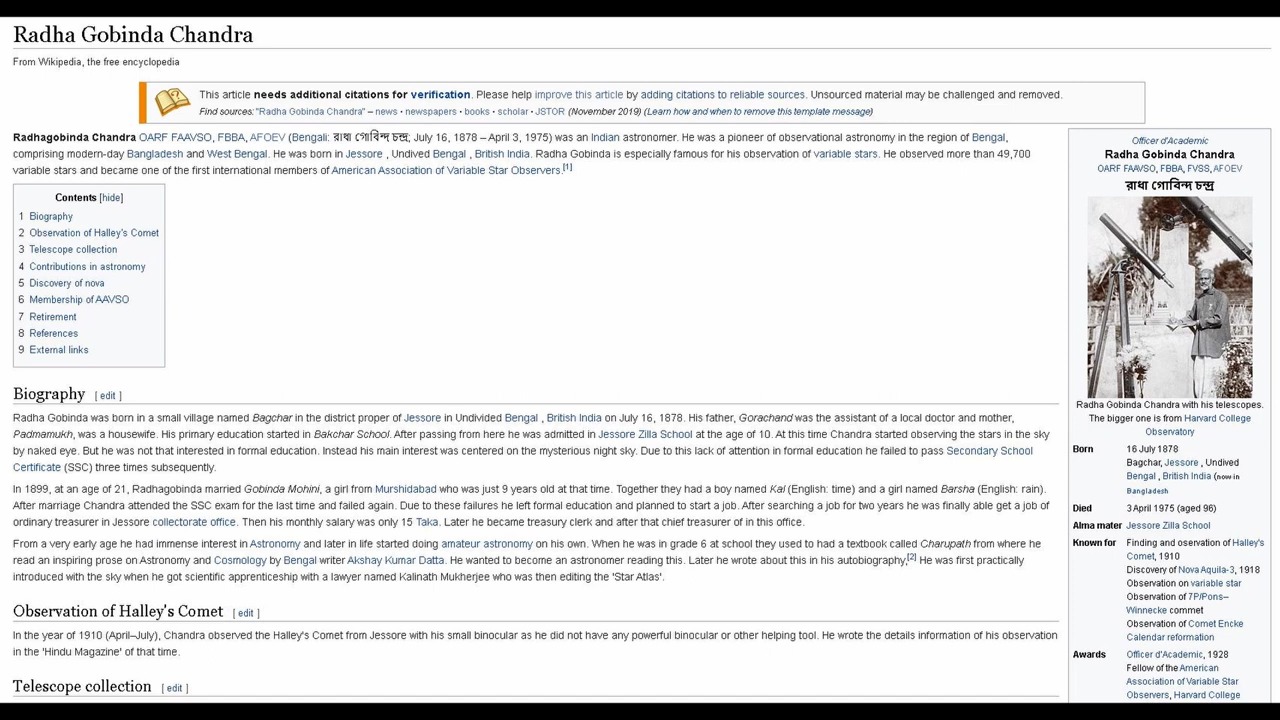 Radha Gobinda Chandra
From Wikipedia, the free encyclopedia
This article needs additional citations for verification. Please help improve this article by adding citations to reliable sources. Unsourced material may be challenged and removed.
Find sources: "Radha Gobinda Chandra" – news · newspapers · books · scholar · JSTOR (November 2019) (Learn how and when to remove this template message)
Radhagobinda Chandra OARF FAAVSO, FBBA, AFOEV (Bengali: রাধা গোবিন্দ চন্দ্র; July 16, 1878 – April 3, 1975) was an Indian astronomer. He was a pioneer of observational astronomy in the region of Bengal,
comprising modern-day Bangladesh and West Bengal. He was born in Jessore , Undived Bengal , British India. Radha Gobinda is especially famous for his observation of variable stars. He observed more than 49,700
variable stars and became one of the first international members of American Association of Variable Star Observers.[1]
Contents [hide]
1 Biography
2 Observation of Halley's Comet
3 Telescope collection
4 Contributions in astronomy
5 Discovery of nova
6 Membership of AAVSO
7 Retirement
8 References
9 External links
Biography [ edit ]
Radha Gobinda was born in a small village named Bagchar in the district proper of Jessore in Undivided Bengal , British India on July 16, 1878. His father, Gorachand was the assistant of a local doctor and mother,
Padmamukh, was a housewife. His primary education started in Bakchar School. After passing from here he was admitted in Jessore Zilla School at the age of 10. At this time Chandra started observing the stars in the sky
by naked eye. But he was not that interested in formal education. Instead his main interest was centered on the mysterious night sky. Due to this lack of attention in formal education he failed to pass Secondary School
Certificate (SSC) three times subsequently.
In 1899, at an age of 21, Radhagobinda married Gobinda Mohini, a girl from Murshidabad who was just 9 years old at that time. Together they had a boy named Kal (English: time) and a girl named Barsha (English: rain).
After marriage Chandra attended the SSC exam for the last time and failed again. Due to these failures he left formal education and planned to start a job. After searching a job for two years he was finally able get a job of
ordinary treasurer in Jessore collectorate office. Then his monthly salary was only 15 Taka. Later he became treasury clerk and after that chief treasurer of in this office.
From a very early age he had immense interest in Astronomy and later in life started doing amateur astronomy on his own. When he was in grade 6 at school they used to had a textbook called Charupath from where he
read an inspiring prose on Astronomy and Cosmology by Bengal writer Akshay Kumar Datta. He wanted to become an astronomer reading this. Later he wrote about this in his autobiography,[2] He was first practically
introduced with the sky when he got scientific apprenticeship with a lawyer named Kalinath Mukherjee who was then editing the 'Star Atlas'.
Observation of Halley's Comet [ edit ]
In the year of 1910 (April–July), Chandra observed the Halley's Comet from Jessore with his small binocular as he did not have any powerful binocular or other helping tool. He wrote the details information of his observation
in the 'Hindu Magazine' of that time.
Telescope collection [ edit ]
Officer d'Academic
Radha Gobinda Chandra
OARF FAAVSO, FBBA, FVSS, AFOEV
রাধা গোবিন্দ চন্দ্র
Radha Gobinda Chandra with his telescopes.
The bigger one is from Harvard College
Observatory
Born 16 July 1878
Bagchar, Jessore , Undived
Bengal , British India (now in
Bangladesh
Died 3 April 1975 (aged 96)
Alma mater Jessore Zilla School
Known for Finding and oservation of Halley's
Comet, 1910
Discovery of Nova Aquila-3, 1918
Observation on variable star
Observation of 7P/Pons–
Winnecke commet
Observation of Comet Encke
Calendar reformation
Awards Officer d'Academic, 1928
Fellow of the American
Association of Variable Star
Observers, Harvard College